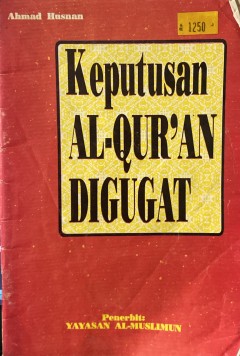 Ahmad Husnan
1250
Keputusan
AL-QUR'AN
DIGUGAT
Penerbit:
YAYASAN AL-MUSLIMUN